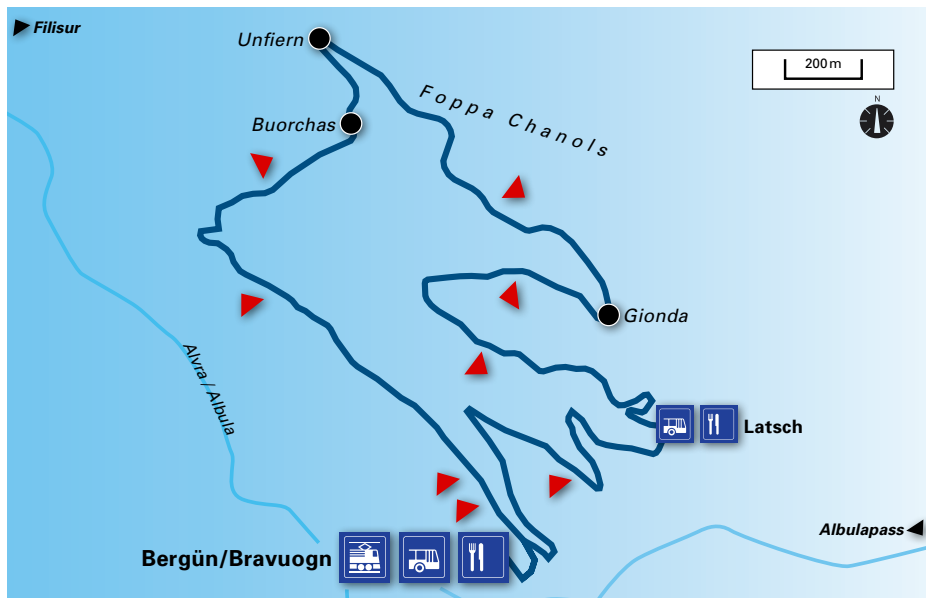 Filisur
Unfiern
200 m
Foppa Chanols
N
Buorchas
Gionda
Alvra / Albula
Latsch
Albulapass
Bergün/Bravuogn